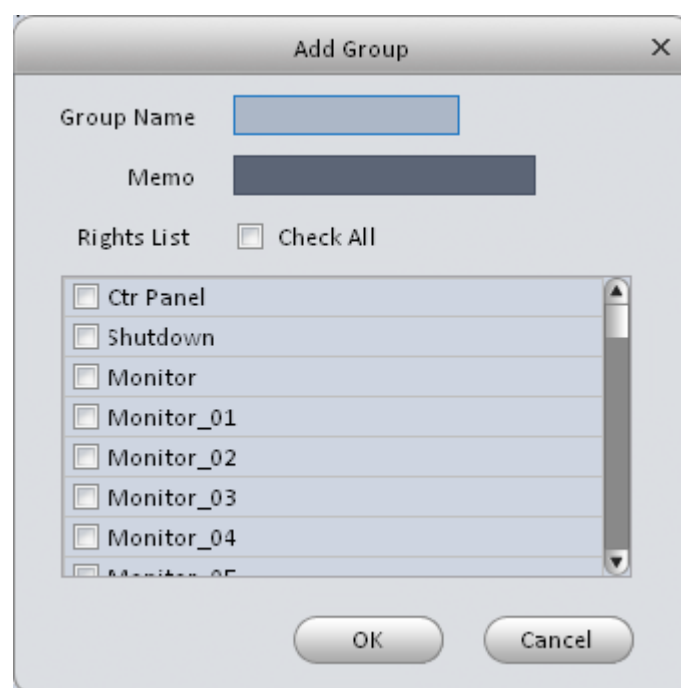 Add Group
Group Name
Memo
Rights List Check All
Ctr Panel
Shutdown
Monitor
Monitor_01
Monitor_02
Monitor_03
Monitor_04
OK Cancel